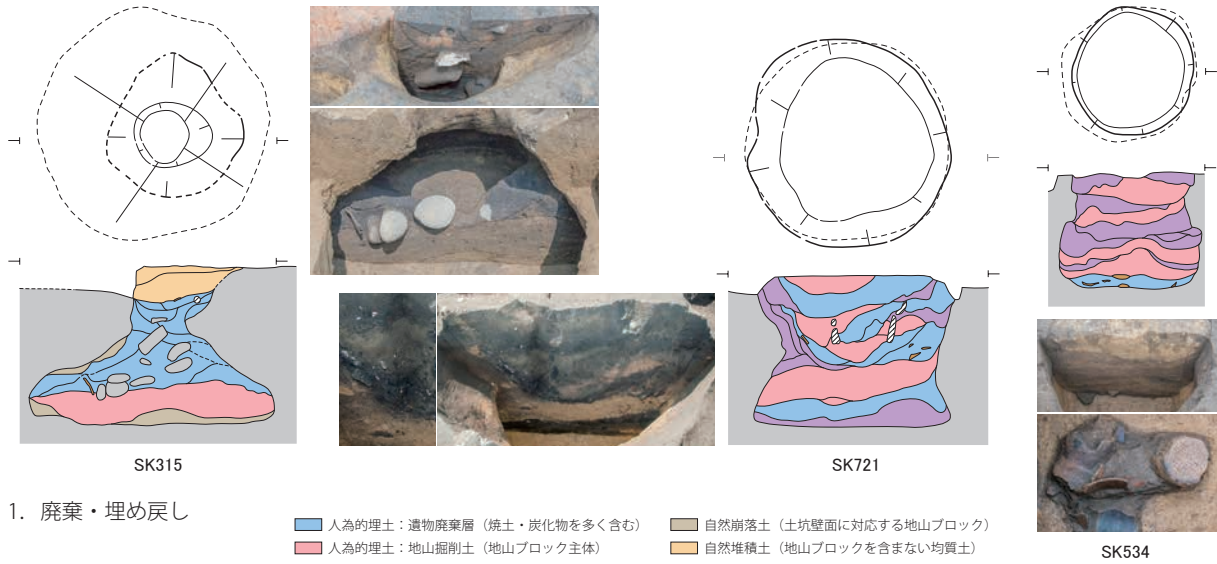 SK315
SK721
1. 廃棄・埋め戻し
人為的埋土：遺物廃棄層（焼土・炭化物を多く含む）
自然崩落土（土坑壁面に対応する地山ブロック）
人為的埋土：地山掘削土（地山ブロック主体）
自然堆積土（地山ブロックを含まない均質土）
SK534